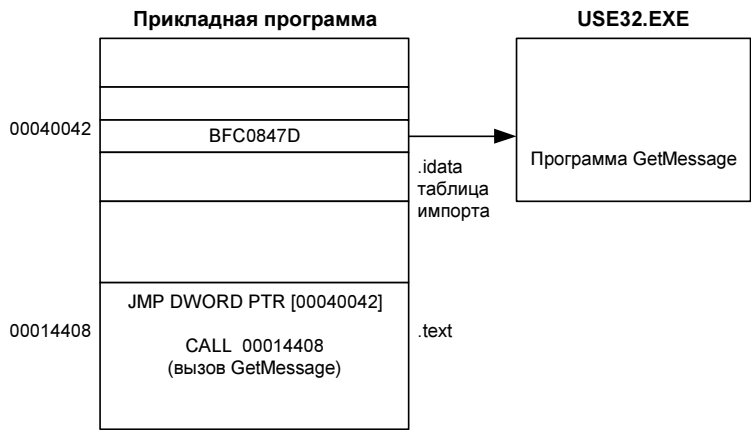 Прикладная программа
USE32.EXE
00040042
BFC0847D
Программа GetMessage
.idata
таблица
импорта
JMP DWORD PTR [00040042]
00014408
.text
CALL 00014408
(вызов GetMessage)